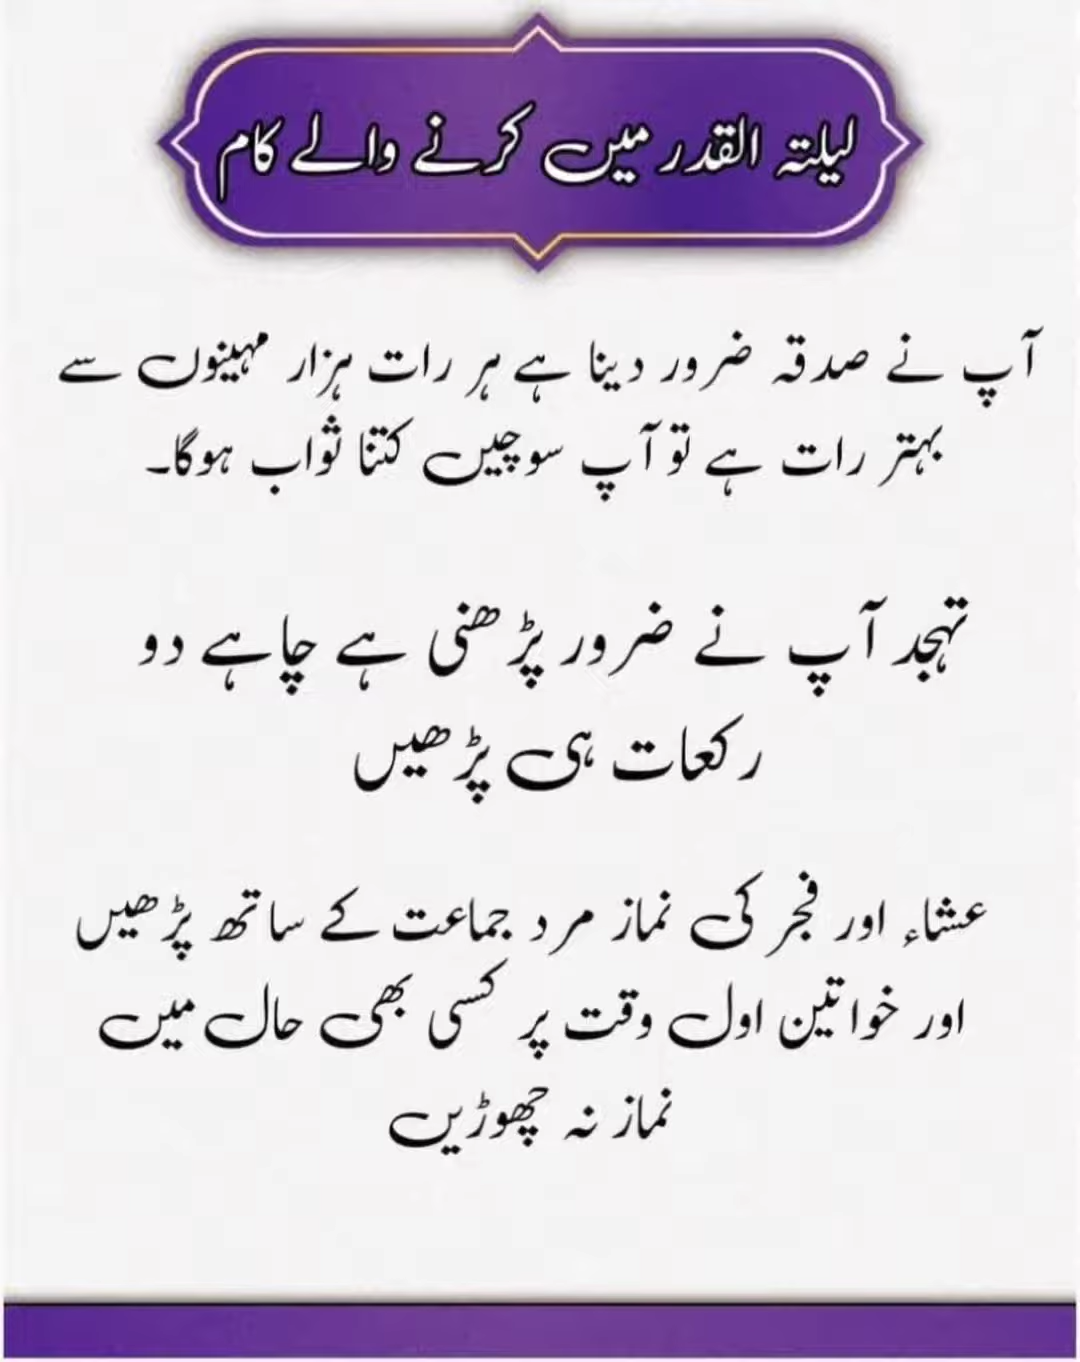 لیلتہ القدر میں کرنے والے کام
آپ نے صدقہ ضرور دینا ہے ہر رات ہزار مہینوں سے
بہتر رات ہے تو آپ سوچیں کتنا ثواب ہوگا۔
تہجد آپ نے ضرور پڑھنی ہے چاہے دو
رکعات ہی پڑھیں
عشاء اور فجر کی نماز مرد جماعت کے ساتھ پڑھیں
اور خواتین اول وقت پر کسی بھی حال میں
نماز نہ چھوڑیں